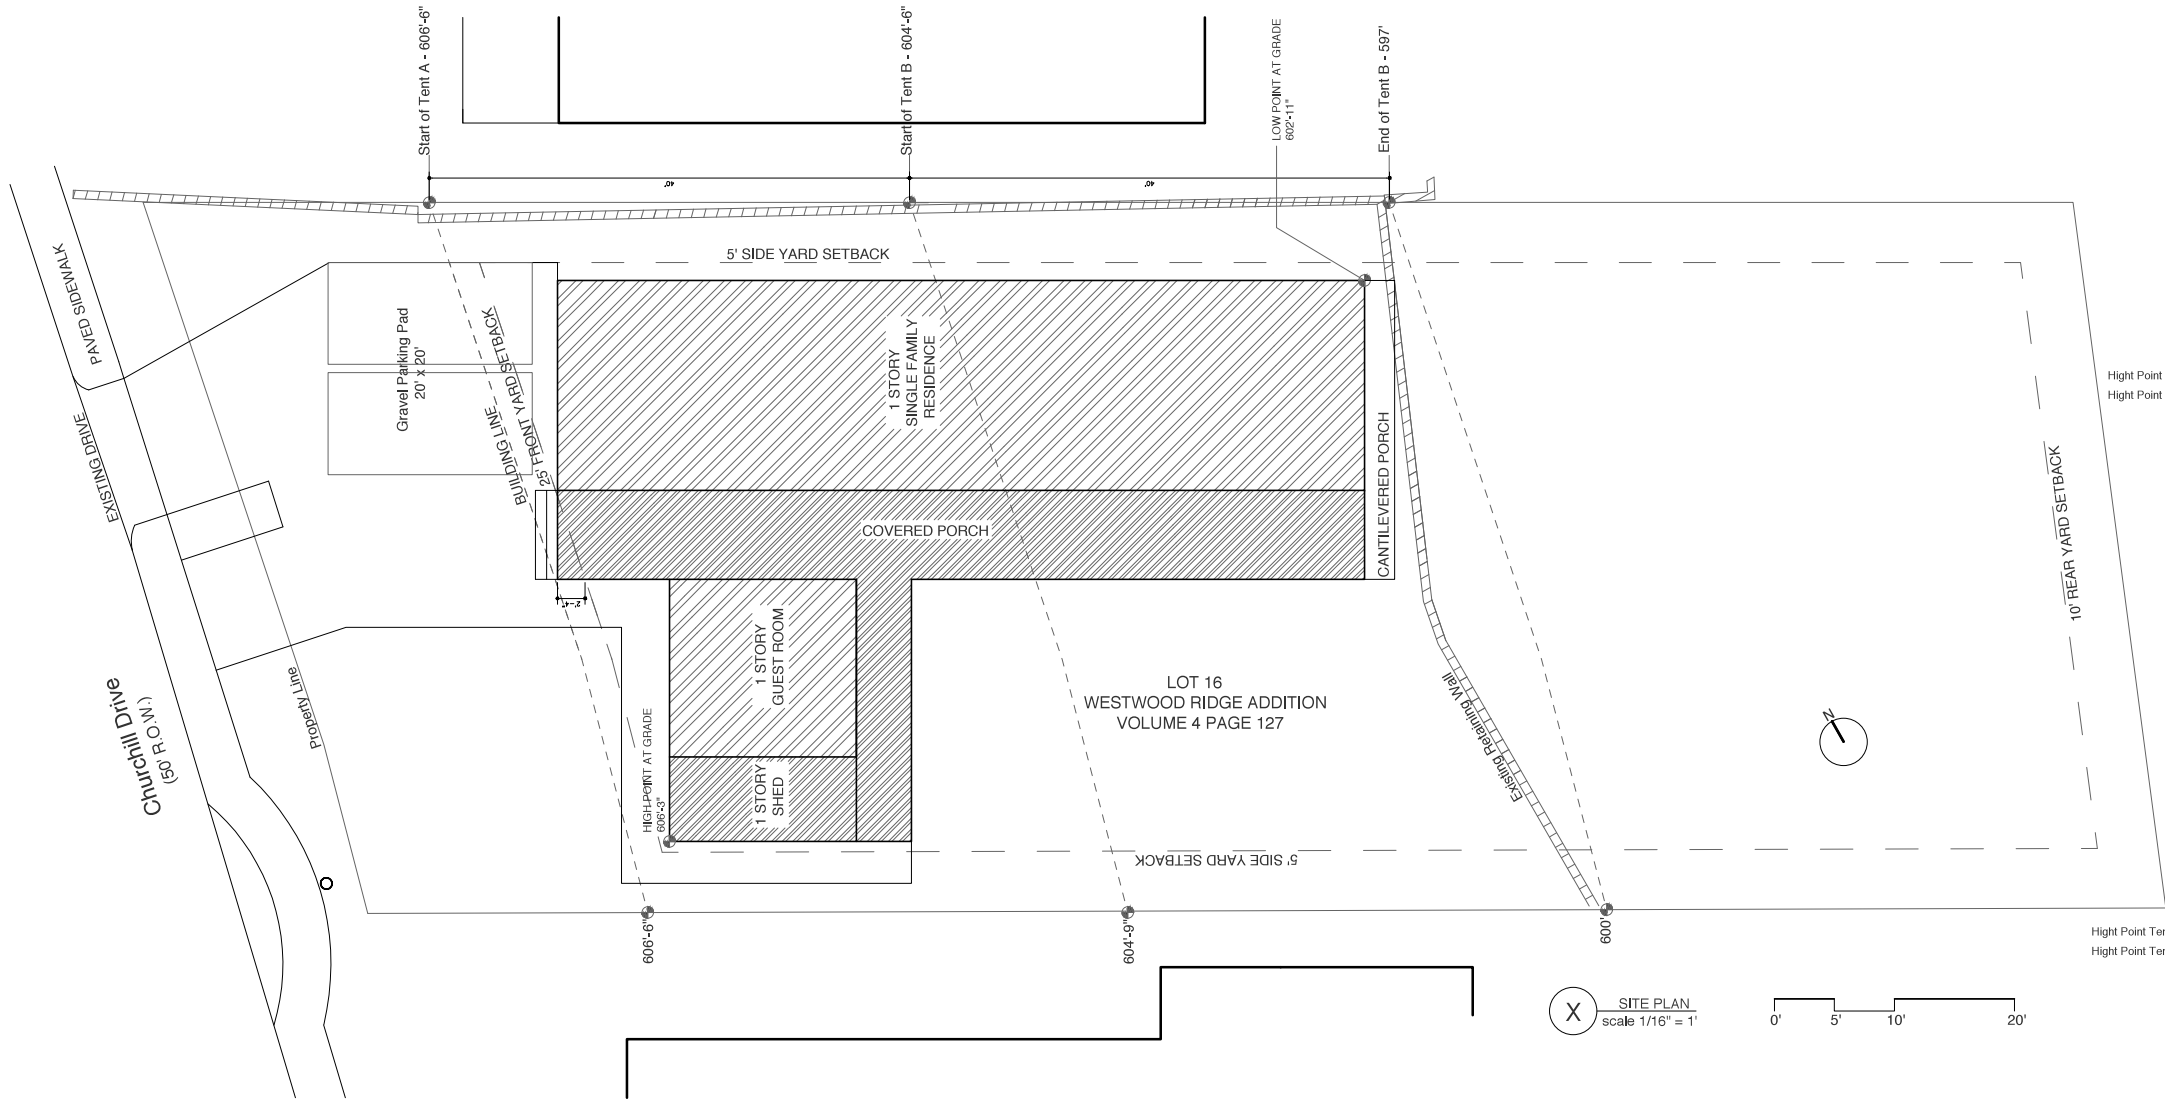 Start of Tent A - 606'-6"
Start of Tent B - 604'-6"
LOW POINT AT GRADE
602'-11"
End of Tent B - 597'
40'
40'
5' SIDE YARD SETBACK
PAVED SIDEWALK
EXISTING DRIVE
Gravel Parking Pad
20' x 20'
BUILDING LINE
25' FRONT YARD SETBACK
1 STORY
SINGLE FAMILY
RESIDENCE
COVERED PORCH
CANTILEVERED PORCH
10' REAR YARD SETBACK
Hight Point
Hight Point
2'-4"
1 STORY
GUEST ROOM
1 STORY
SHED
HIGH POINT AT GRADE
606'-3"
Property Line
Churchill Drive
(50' R.O.W.)
LOT 16
WESTWOOD RIDGE ADDITION
VOLUME 4 PAGE 127
Existing Retaining Wall
N
5' SIDE YARD SETBACK
606'-6"
604'-9"
600'
Hight Point Ter
Hight Point Ter
X
SITE PLAN
scale 1/16" = 1'
0' 5' 10' 20'